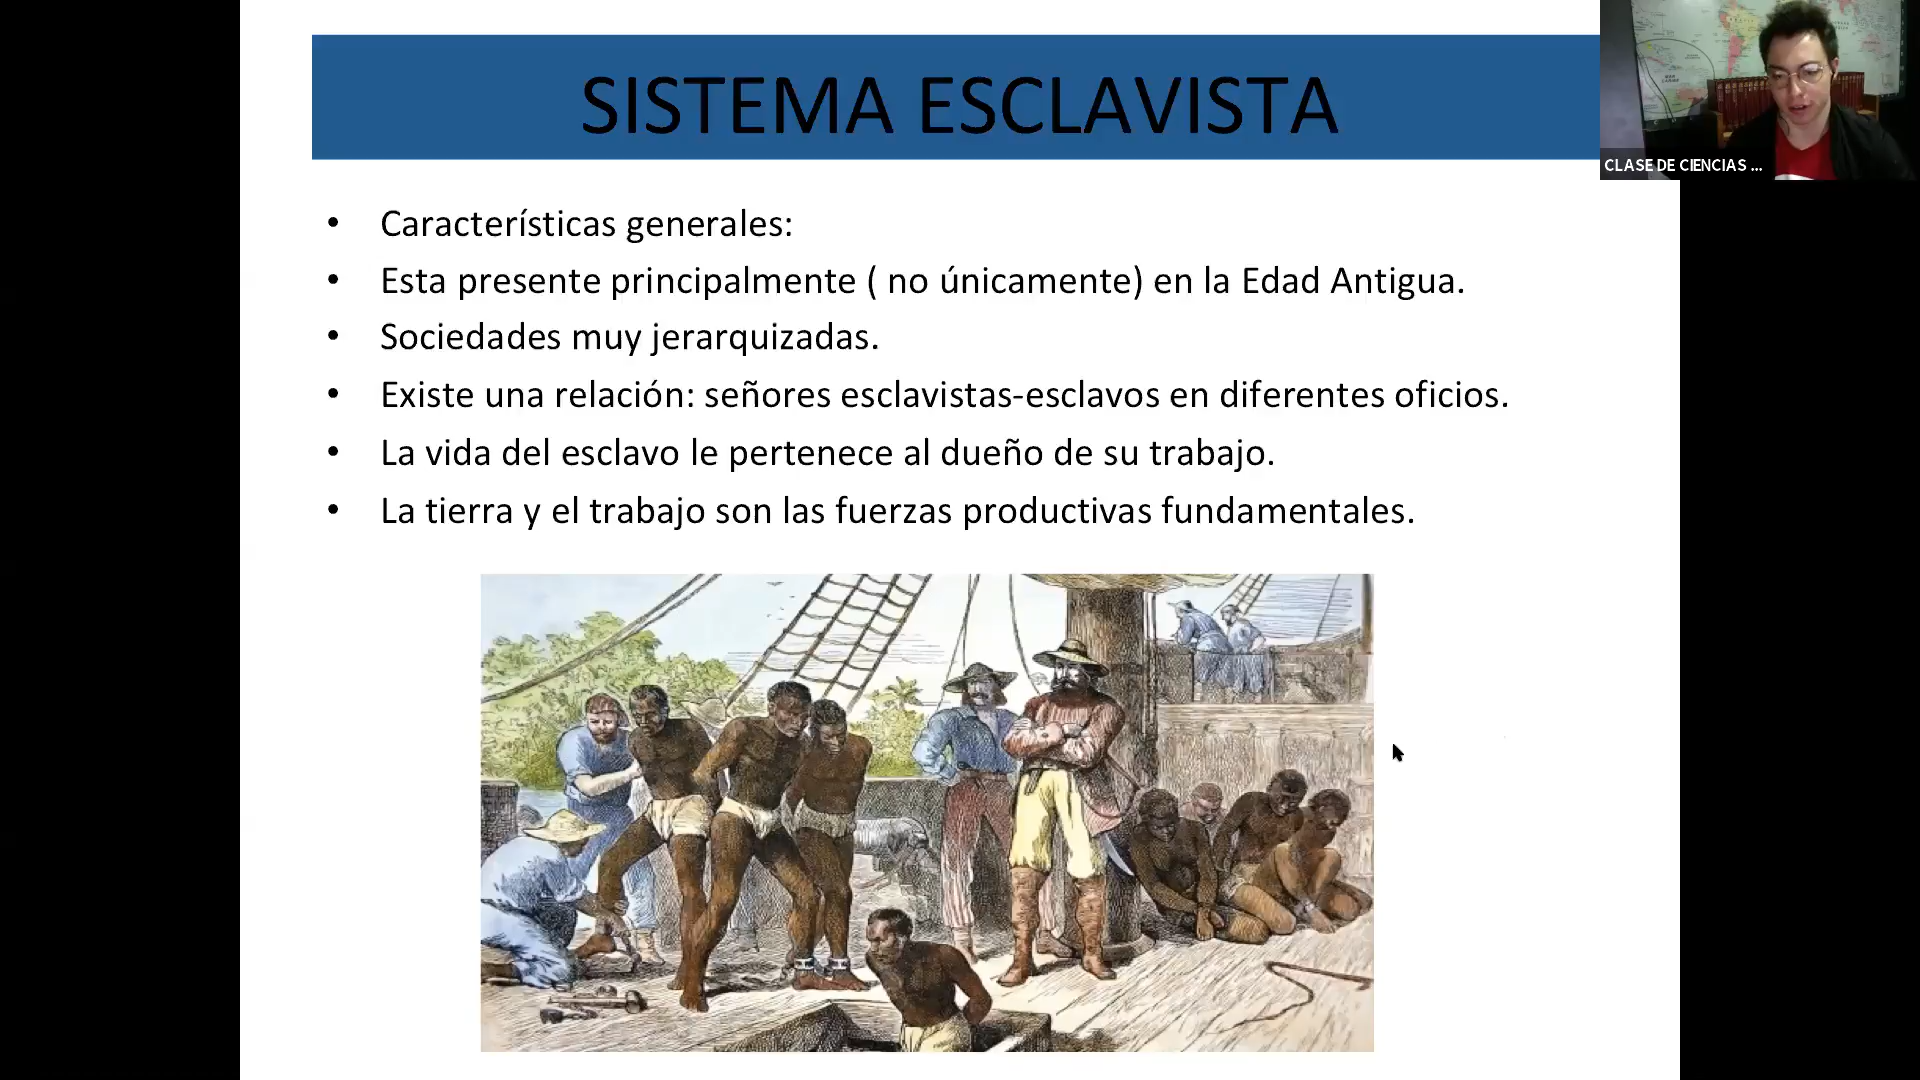 SISTEMA ESCLAVISTA
CLASE DE CIENCIAS ...
• Características generales:
• Esta presente principalmente ( no únicamente) en la Edad Antigua.
• Sociedades muy jerarquizadas.
• Existe una relación: señores esclavistas-esclavos en diferentes oficios.
• La vida del esclavo le pertenece al dueño de su trabajo.
• La tierra y el trabajo son las fuerzas productivas fundamentales.